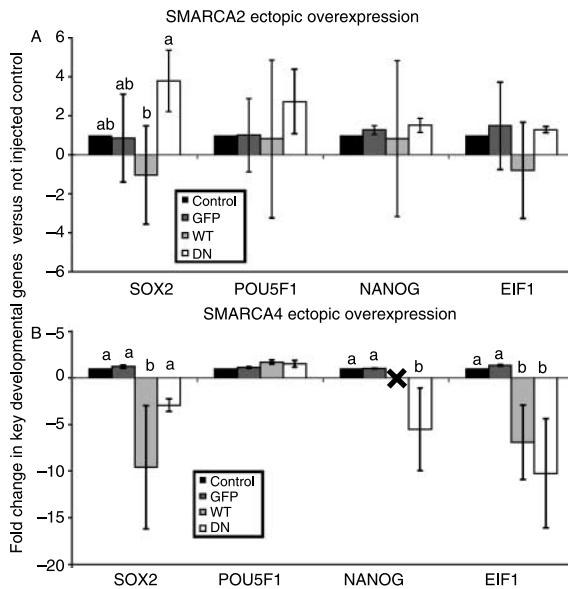 SMARCA2 ectopic overexpression
A
6
4
2
0
−2
−4
−6
ab
ab
b
a
Control
GFP
WT
DN
SOX2
POU5F1
NANOG
EIF1
SMARCA4 ectopic overexpression
B
−5
0
−5
−10
−15
−20
a
a
b
a
a
a
b
a
a
b
b
Control
GFP
WT
DN
SOX2
POU5F1
NANOG
EIF1
Fold change in key developmental genes versus not injected control